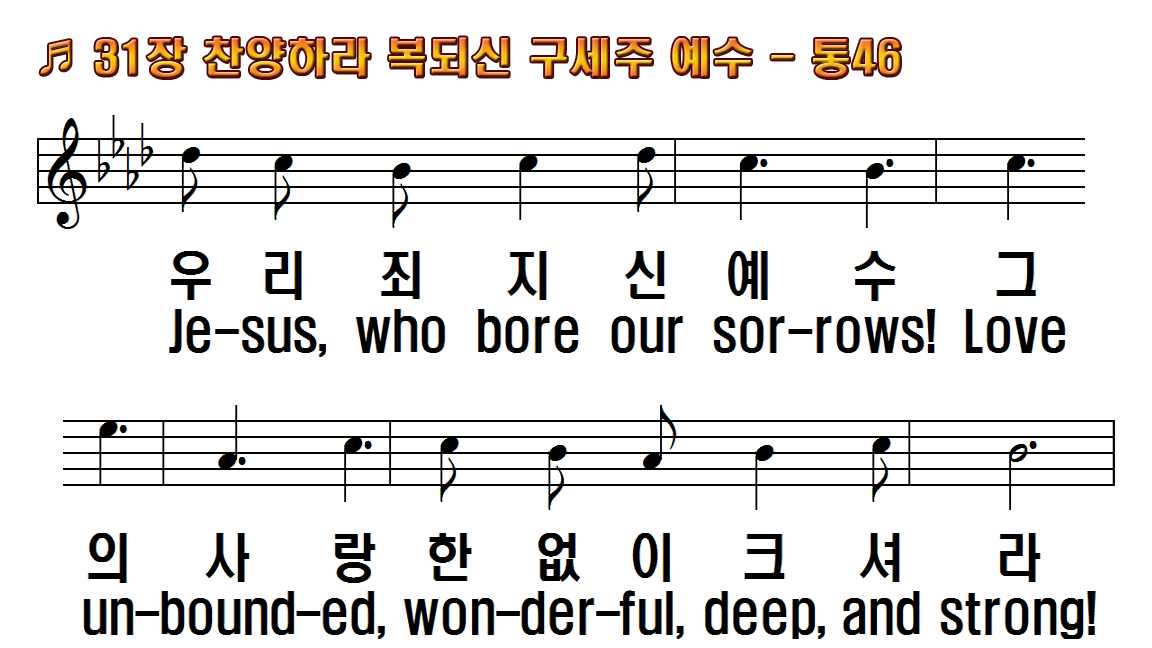 ♬ 31장 찬양하라 복되신 구세주 예수 - 통46
우 리 죄 지 신 예 수 그
Je-sus, who bore our sor-rows! Love
의 사 랑 한 없 이 크 셔 라
un-bound-ed, won-der-ful, deep, and strong!